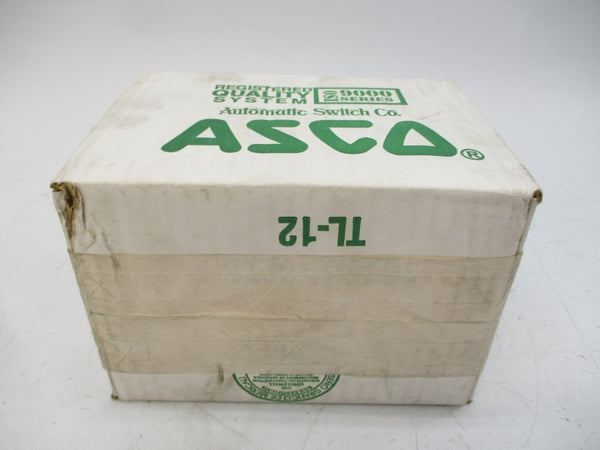 REGISTERED
QUALITY
SYSTEM
ISO 9000
SERIES
Automatic Switch Co.
ASCO®
TL-12